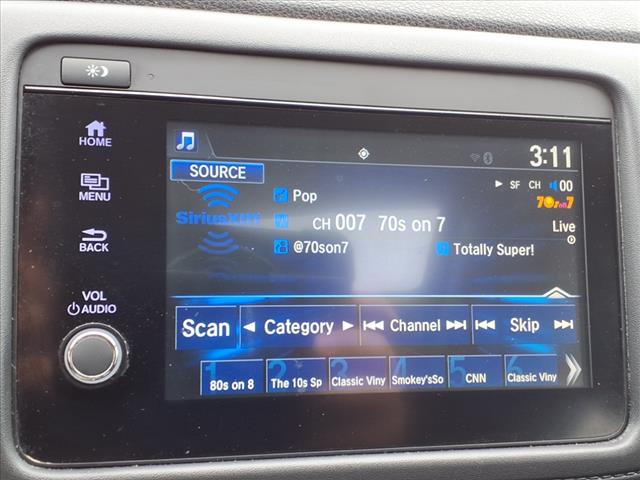 HOME
MENU
BACK
VOL
AUDIO
3:11
SOURCE
SF CH 00
Pop
SiriusXM
CH 007 70s on 7
70s on 7
Live
@70son7
Totally Super!
Scan
Category
Channel
Skip
1 80s on 8
2 The 10s Sp
3 Classic Viny
4 Smokey'sSo
5 CNN
6 Classic Viny